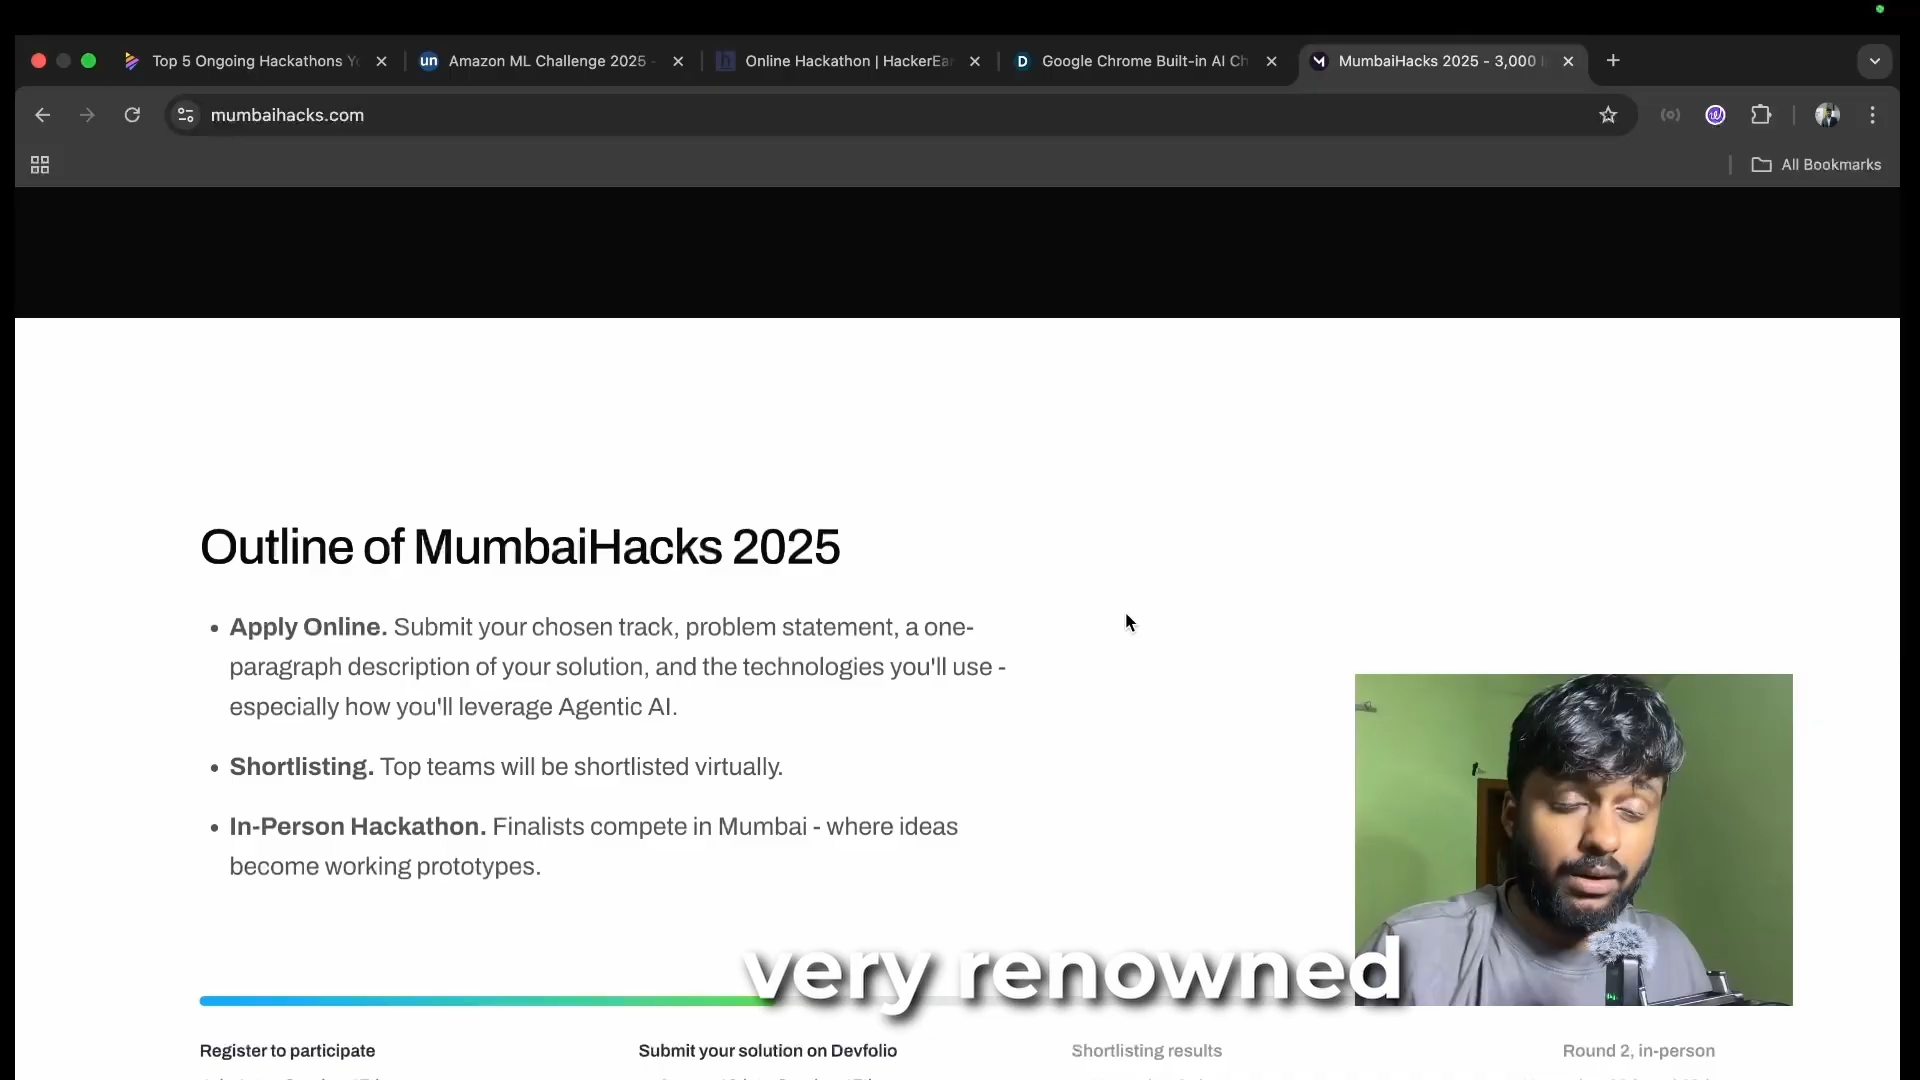 Top 5 Ongoing Hackathons
Amazon ML Challenge 2025 -
Online Hackathon | HackerEa
Google Chrome Built-in AI Ch
MumbaiHacks 2025 - 3,000
mumbaihacks.com
All Bookmarks
Outline of MumbaiHacks 2025
• Apply Online. Submit your chosen track, problem statement, a one-
paragraph description of your solution, and the technologies you'll use -
especially how you'll leverage Agentic AI.
• Shortlisting. Top teams will be shortlisted virtually.
• In-Person Hackathon. Finalists compete in Mumbai - where ideas
become working prototypes.
very renowned
Register to participate
Submit your solution on Devfolio
Shortlisting results
Round 2, in-person